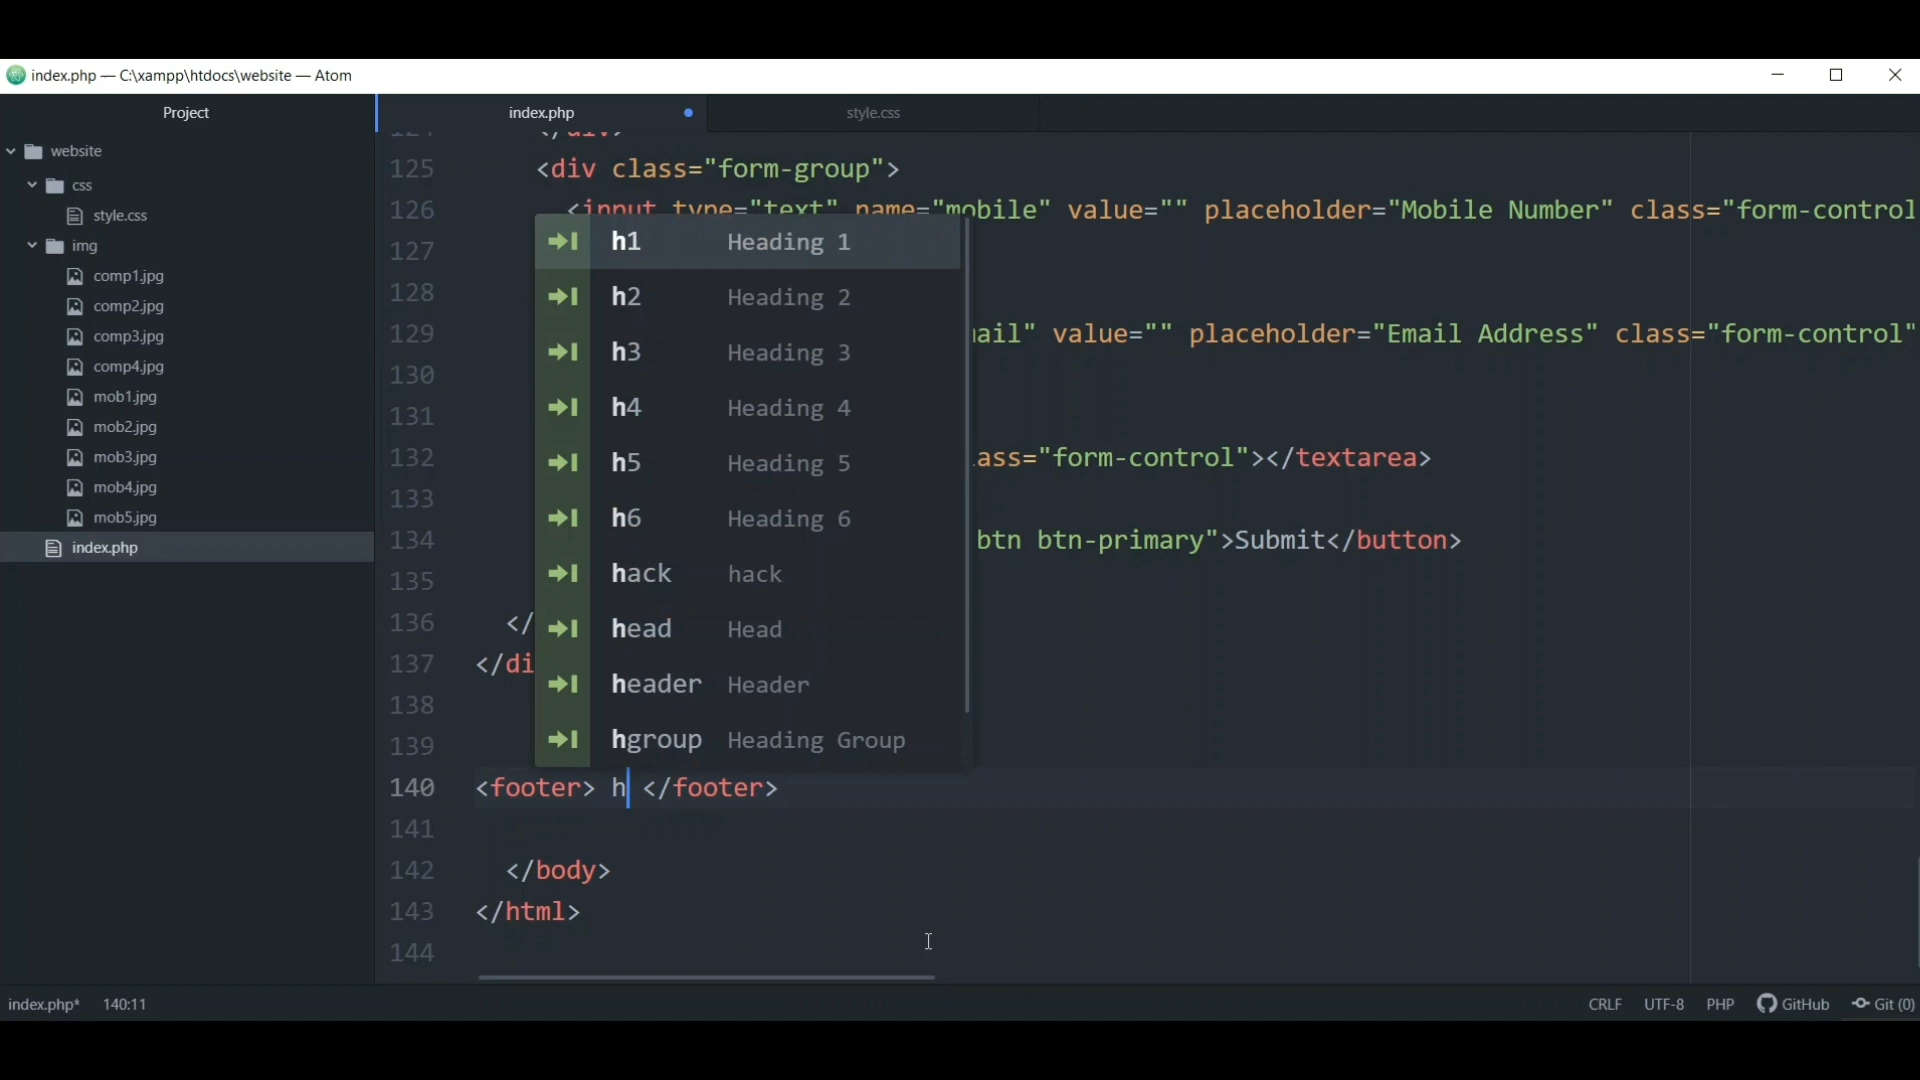 index.php — C:\xampp\htdocs\website — Atom
Project
index.php
style.css
website
css
style.css
img
comp1.jpg
comp2.jpg
comp3.jpg
comp4.jpg
mob1.jpg
mob2.jpg
mob3.jpg
mob4.jpg
mob5.jpg
index.php
124 </div>
125 <div class="form-group">
126 <input type="text" name="mobile" value="" placeholder="Mobile Number" class="form-control
127
128
129 ail" value="" placeholder="Email Address" class="form-control"
130
131
132 ass="form-control"></textarea>
133
134 btn btn-primary">Submit</button>
135
136 </
137 </di
138
139
140 <footer> h </footer>
141
142 </body>
143 </html>
144
h1 Heading 1
h2 Heading 2
h3 Heading 3
h4 Heading 4
h5 Heading 5
h6 Heading 6
hack hack
head Head
header Header
hgroup Heading Group
index.php* 140:11 CRLF UTF-8 PHP GitHub Git (0)